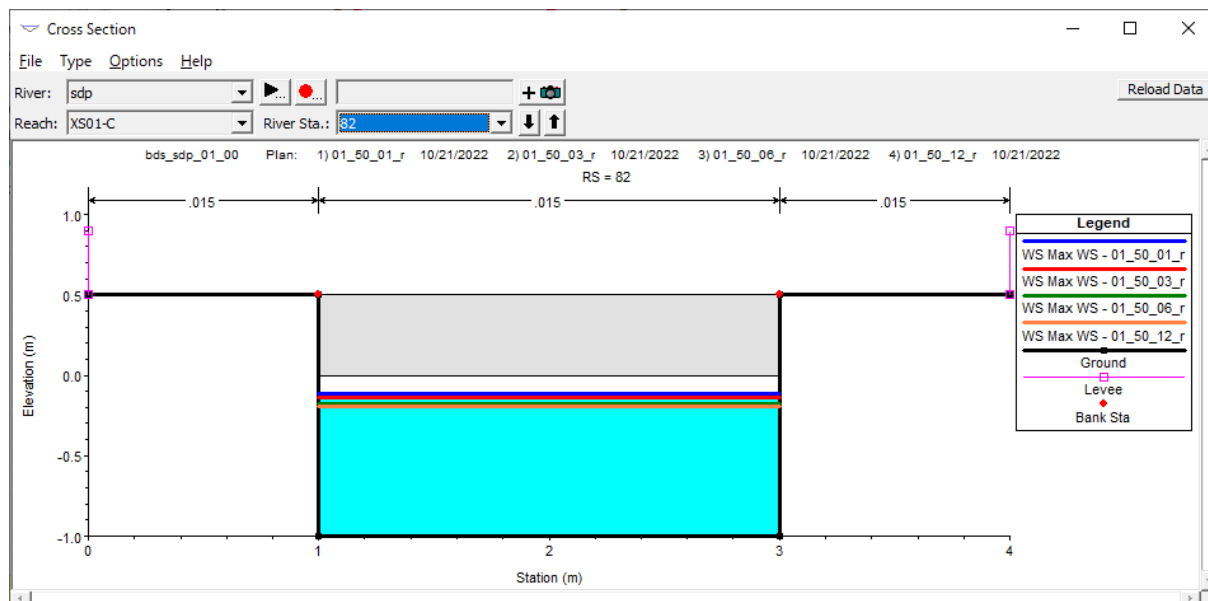 Cross Section
File Type Options Help
River: sdp Reload Data
Reach: XS01-C River Sta.: 82
bds_sdp_01_00 Plan: 1) 01_50_01_r 10/21/2022 2) 01_50_03_r 10/21/2022 3) 01_50_06_r 10/21/2022 4) 01_50_12_r 10/21/2022
RS = 82
.015 .015 .015
1.0
0.5
0.0
-0.5
-1.0
Elevation (m)
0 1 2 3 4
Station (m)
Legend
WS Max WS - 01_50_01_r
WS Max WS - 01_50_03_r
WS Max WS - 01_50_06_r
WS Max WS - 01_50_12_r
Ground
Levee
Bank Sta